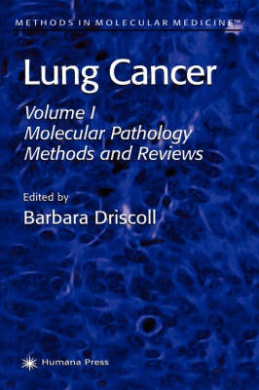 METHODS IN MOLECULAR MEDICINE™
Lung Cancer
Volume I
Molecular Pathology
Methods and Reviews
Edited by
Barbara Driscoll
Humana Press